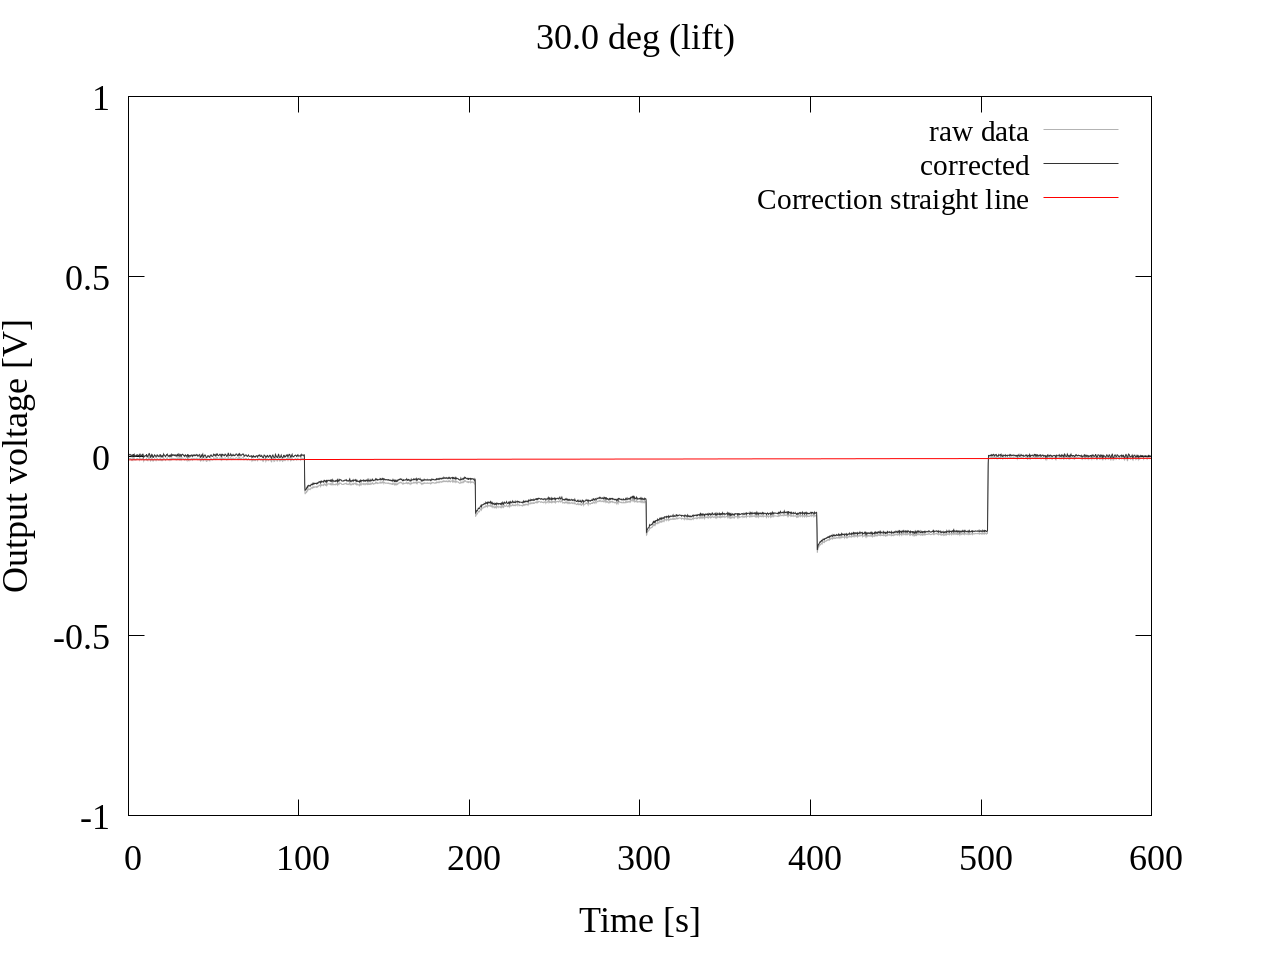 30.0 deg (lift)
raw data
corrected
Correction straight line
Output voltage [V]
1
0.5
0
-0.5
-1
0 100 200 300 400 500 600
Time [s]